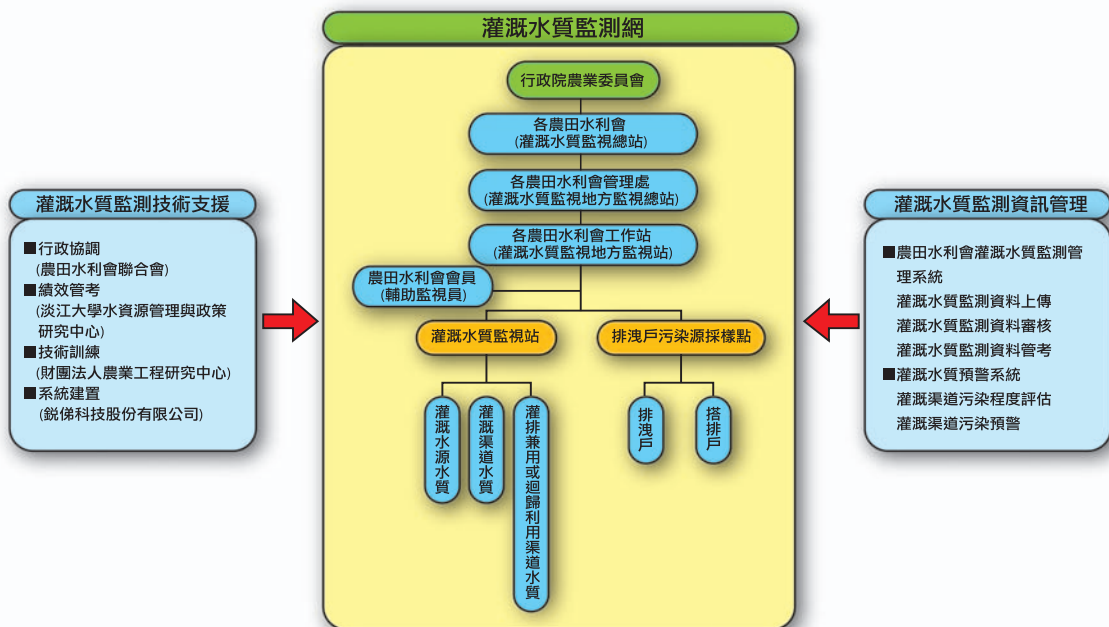 灌溉水質監測網
行政院農業委員會
各農田水利會
(灌溉水質監視總站)
各農田水利會管理處
(灌溉水質監視地方監視總站)
各農田水利會工作站
(灌溉水質監視地方監視站)
農田水利會會員
(輔助監視員)
灌溉水質監視站
排洩戶污染源採樣點
灌溉水源水質
灌溉渠道水質
灌排兼用或迴歸利用渠道水質
排洩戶
搭排戶
灌溉水質監測技術支援
■行政協調
(農田水利會聯合會)
■績效管考
(淡江大學水資源管理與政策
研究中心)
■技術訓練
(財團法人農業工程研究中心)
■系統建置
(銳俤科技股份有限公司)
灌溉水質監測資訊管理
■農田水利會灌溉水質監測管
理系統
灌溉水質監測資料上傳
灌溉水質監測資料審核
灌溉水質監測資料管考
■灌溉水質預警系統
灌溉渠道污染程度評估
灌溉渠道污染預警